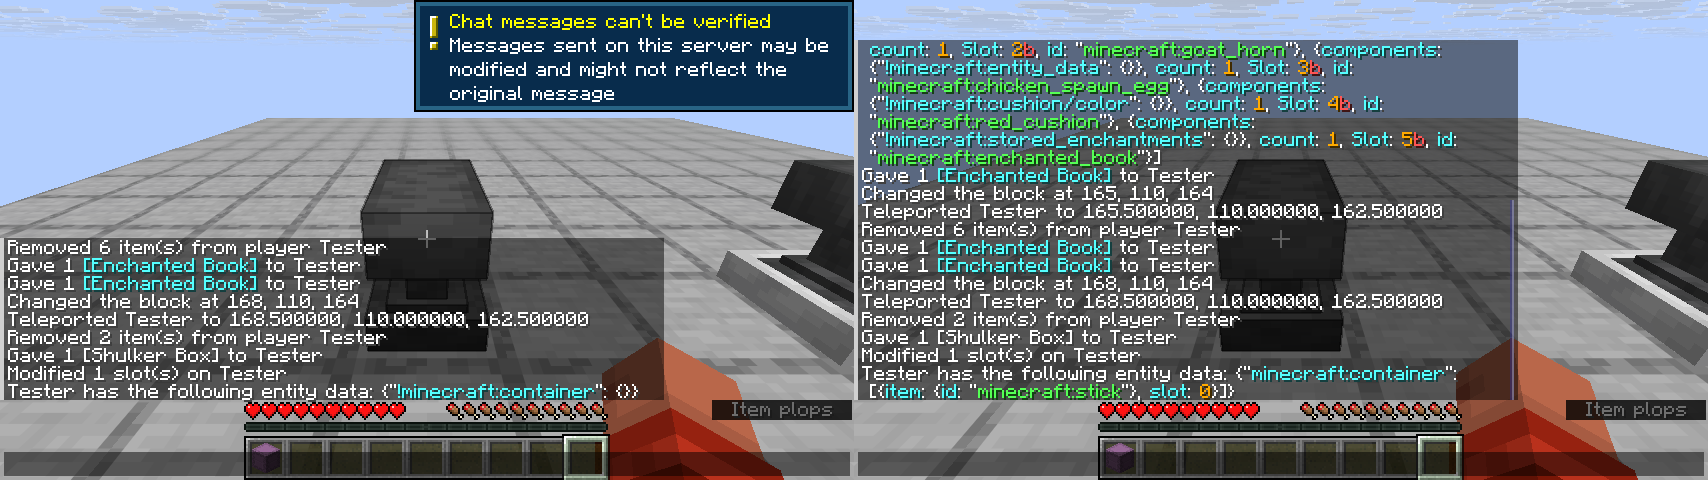 Chat messages can't be verified
Messages sent on this server may be
modified and might not reflect the
original message
Removed 6 item(s) from player Tester
Gave 1 [Enchanted Book] to Tester
Gave 1 [Enchanted Book] to Tester
Changed the block at 168, 110, 164
Teleported Tester to 168.500000, 110.000000, 162.500000
Removed 2 item(s) from player Tester
Gave 1 [Shulker Box] to Tester
Modified 1 slot(s) on Tester
Tester has the following entity data: {"!minecraft:container": {}}
Item plops
count: 1, Slot: 2b, id: "minecraft:goat_horn"}, {components:
{"!minecraft:entity_data": {}}, count: 1, Slot: 3b, id:
"minecraft:chicken_spawn_egg"}, {components:
{"!minecraft:cushion/color": {}}, count: 1, Slot: 4b, id:
"minecraft:red_cushion"}, {components:
{"!minecraft:stored_enchantments": {}}, count: 1, Slot: 5b, id:
"minecraft:enchanted_book"}]
Gave 1 [Enchanted Book] to Tester
Changed the block at 165, 110, 164
Teleported Tester to 165.500000, 110.000000, 162.500000
Removed 6 item(s) from player Tester
Gave 1 [Enchanted Book] to Tester
Gave 1 [Enchanted Book] to Tester
Changed the block at 168, 110, 164
Teleported Tester to 168.500000, 110.000000, 162.500000
Removed 2 item(s) from player Tester
Gave 1 [Shulker Box] to Tester
Modified 1 slot(s) on Tester
Tester has the following entity data: {"minecraft:container":
[{item: {id: "minecraft:stick"}, slot: 0}]}
Item plops